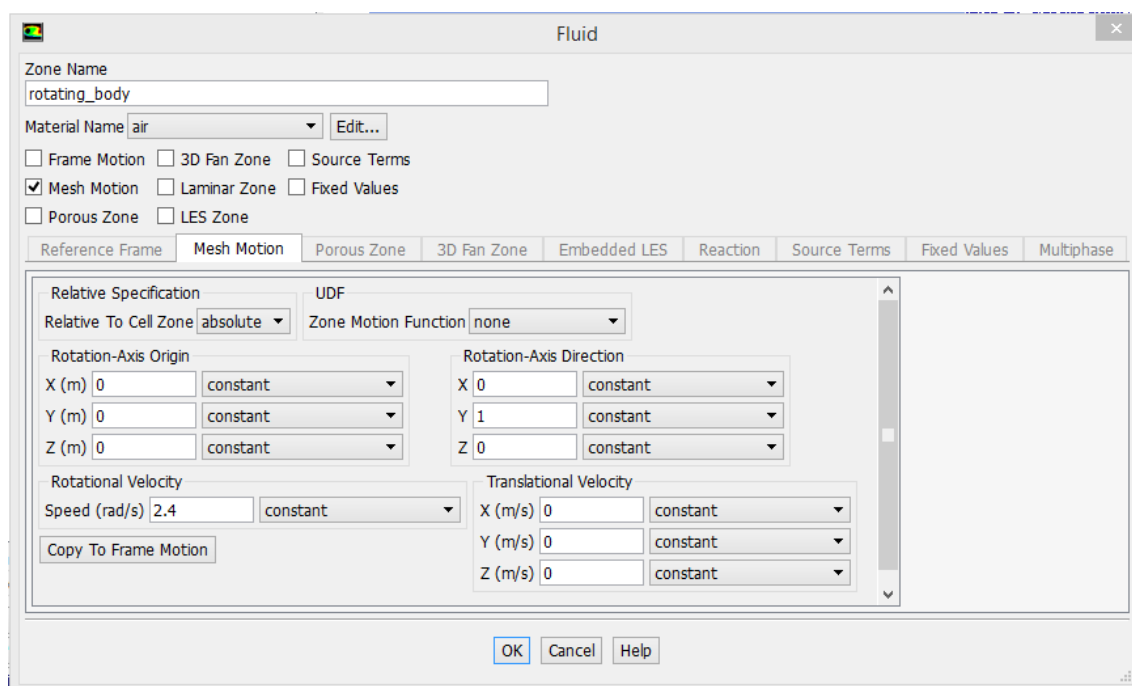 Fluid
Zone Name
rotating_body
Material Name air Edit...
Frame Motion 3D Fan Zone Source Terms
Mesh Motion Laminar Zone Fixed Values
Porous Zone LES Zone
Reference Frame Mesh Motion Porous Zone 3D Fan Zone Embedded LES Reaction Source Terms Fixed Values Multiphase
Relative Specification UDF
Relative To Cell Zone absolute Zone Motion Function none
Rotation-Axis Origin Rotation-Axis Direction
X (m) 0 constant X 0 constant
Y (m) 0 constant Y 1 constant
Z (m) 0 constant Z 0 constant
Rotational Velocity Translational Velocity
Speed (rad/s) 2.4 constant X (m/s) 0 constant
Copy To Frame Motion Y (m/s) 0 constant
Z (m/s) 0 constant
OK Cancel Help